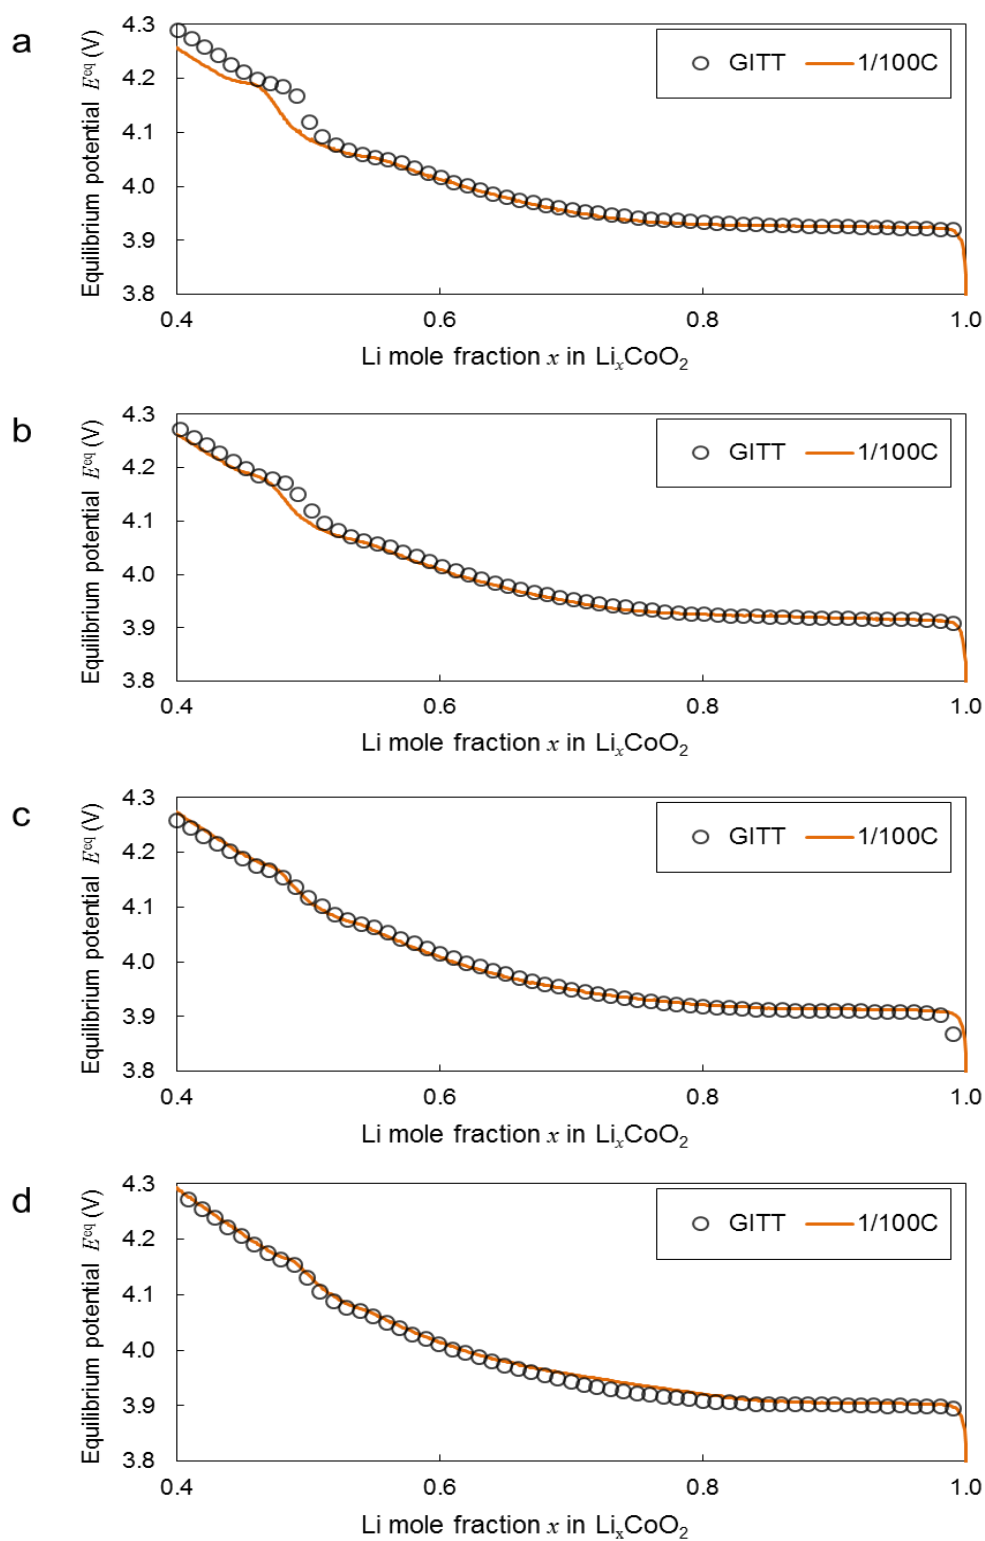 a
Equilibrium potential E^eq (V)
4.3
4.2
4.1
4.0
3.9
3.8
GITT 1/100C
0.4 0.6 0.8 1.0
Li mole fraction x in LiₓCoO₂
b
Equilibrium potential E^eq (V)
4.3
4.2
4.1
4.0
3.9
3.8
GITT 1/100C
0.4 0.6 0.8 1.0
Li mole fraction x in LiₓCoO₂
c
Equilibrium potential E^eq (V)
4.3
4.2
4.1
4.0
3.9
3.8
GITT 1/100C
0.4 0.6 0.8 1.0
Li mole fraction x in LiₓCoO₂
d
Equilibrium potential E^eq (V)
4.3
4.2
4.1
4.0
3.9
3.8
GITT 1/100C
0.4 0.6 0.8 1.0
Li mole fraction x in LiₓCoO₂